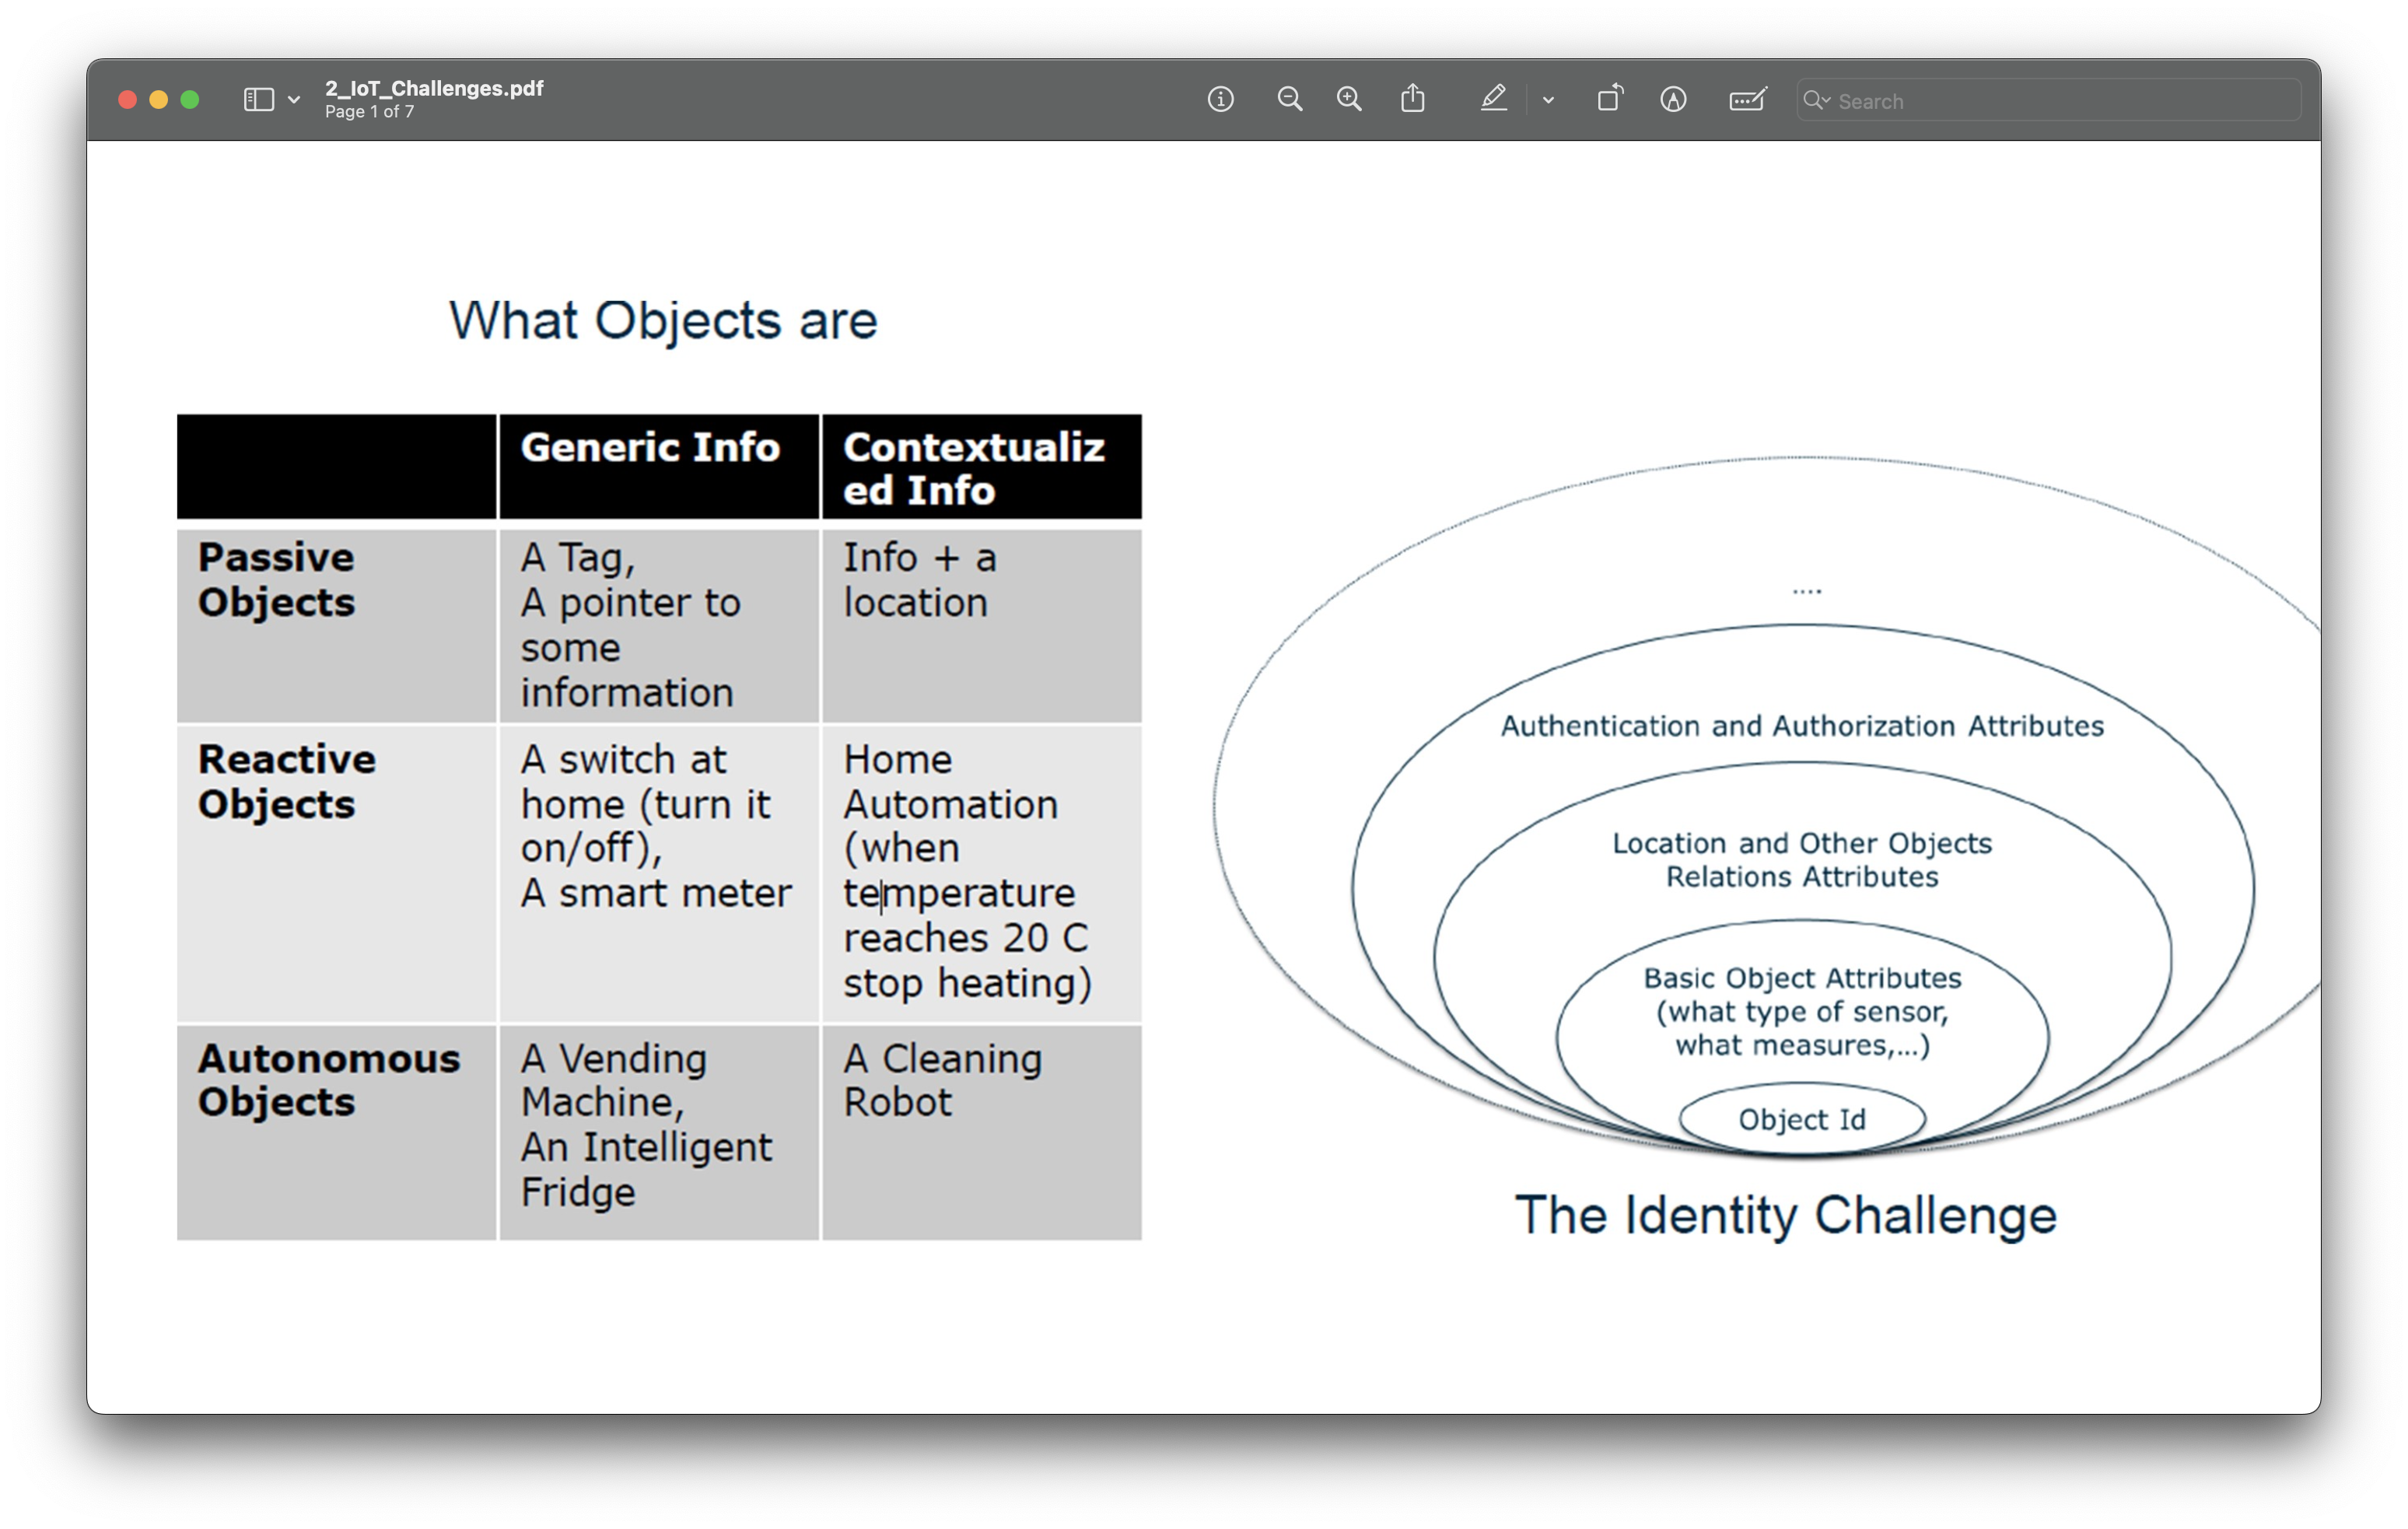 2_IoT_Challenges.pdf
Page 1 of 7
Search
What Objects are
Generic Info
Contextualiz
ed Info
Passive
Objects
A Tag,
A pointer to
some
information
Info + a
location
Reactive
Objects
A switch at
home (turn it
on/off),
A smart meter
Home
Automation
(when
temperature
reaches 20 C
stop heating)
Autonomous
Objects
A Vending
Machine,
An Intelligent
Fridge
A Cleaning
Robot
....
Authentication and Authorization Attributes
Location and Other Objects
Relations Attributes
Basic Object Attributes
(what type of sensor,
what measures,...)
Object Id
The Identity Challenge